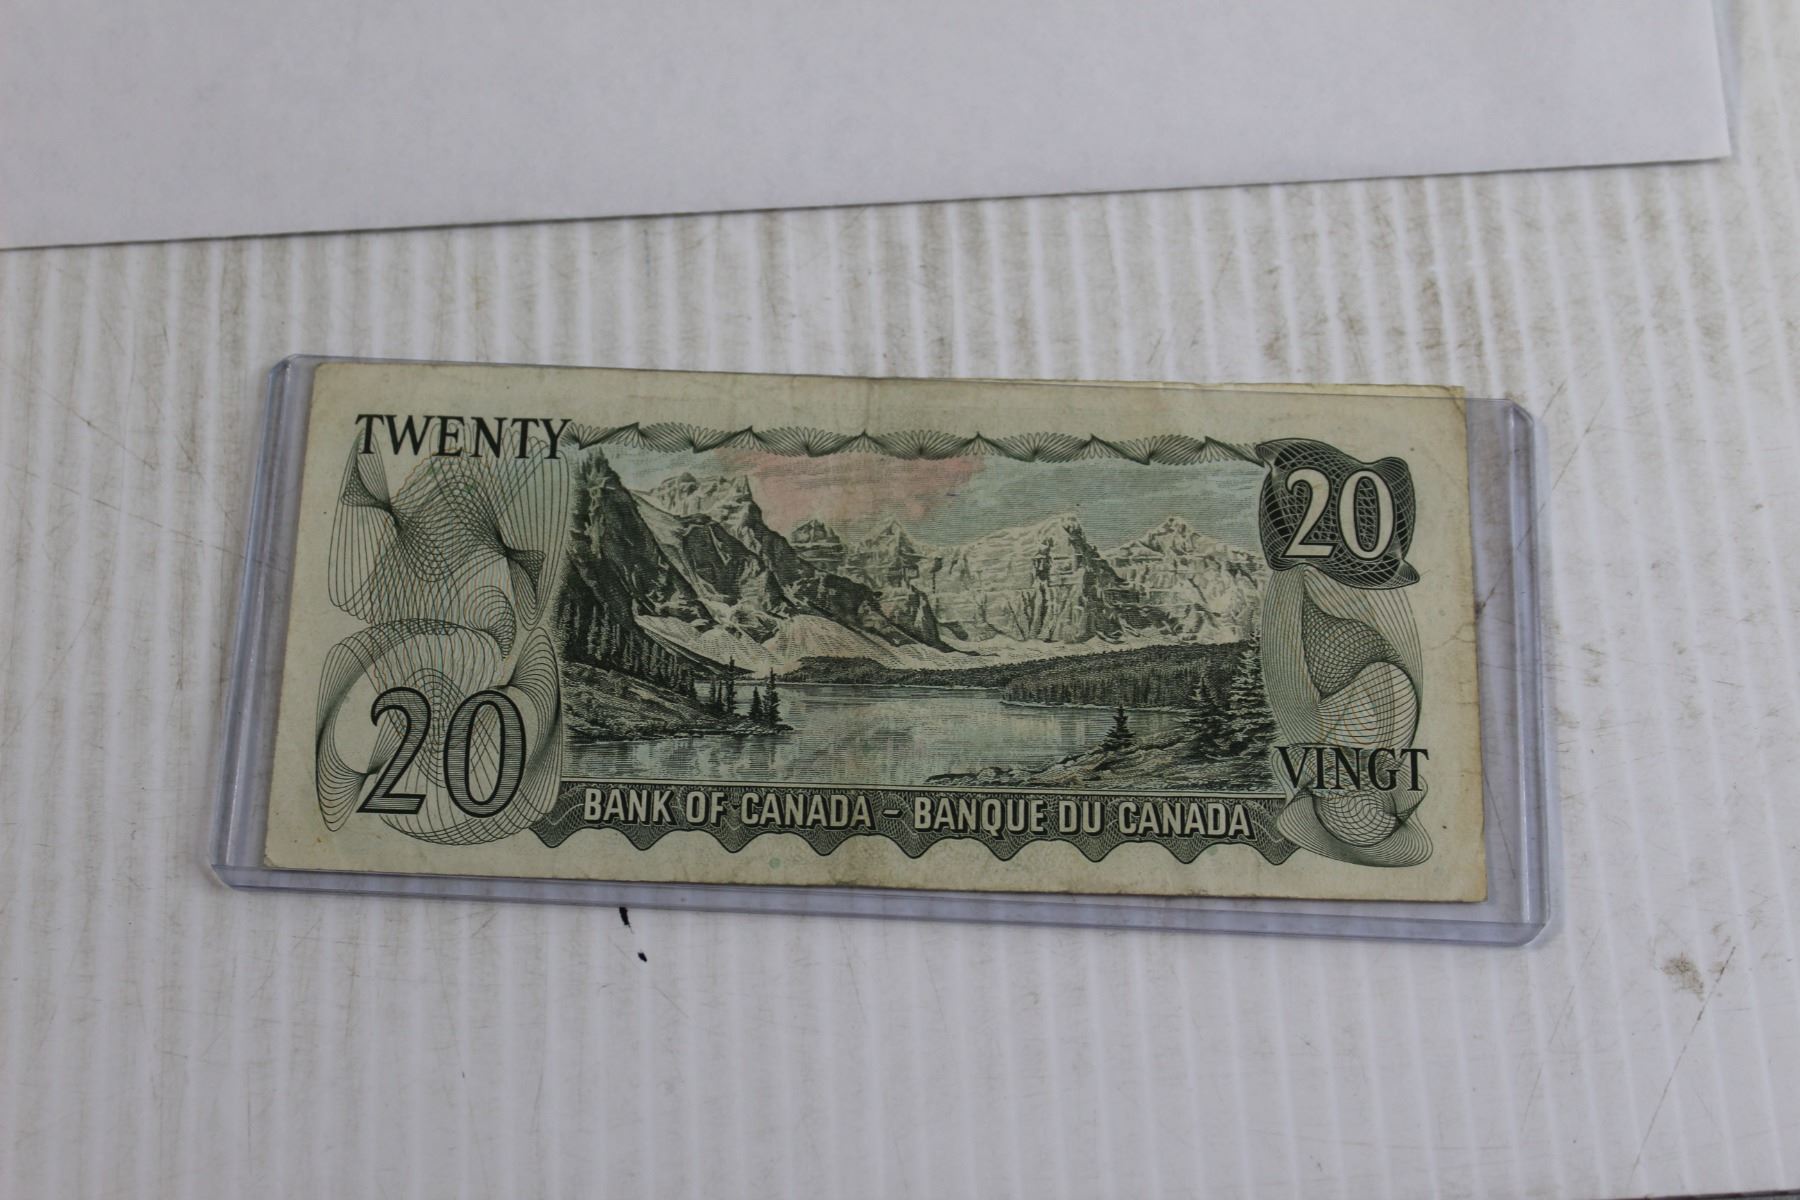 TWENTY
20
20
VINGT
BANK OF CANADA - BANQUE DU CANADA